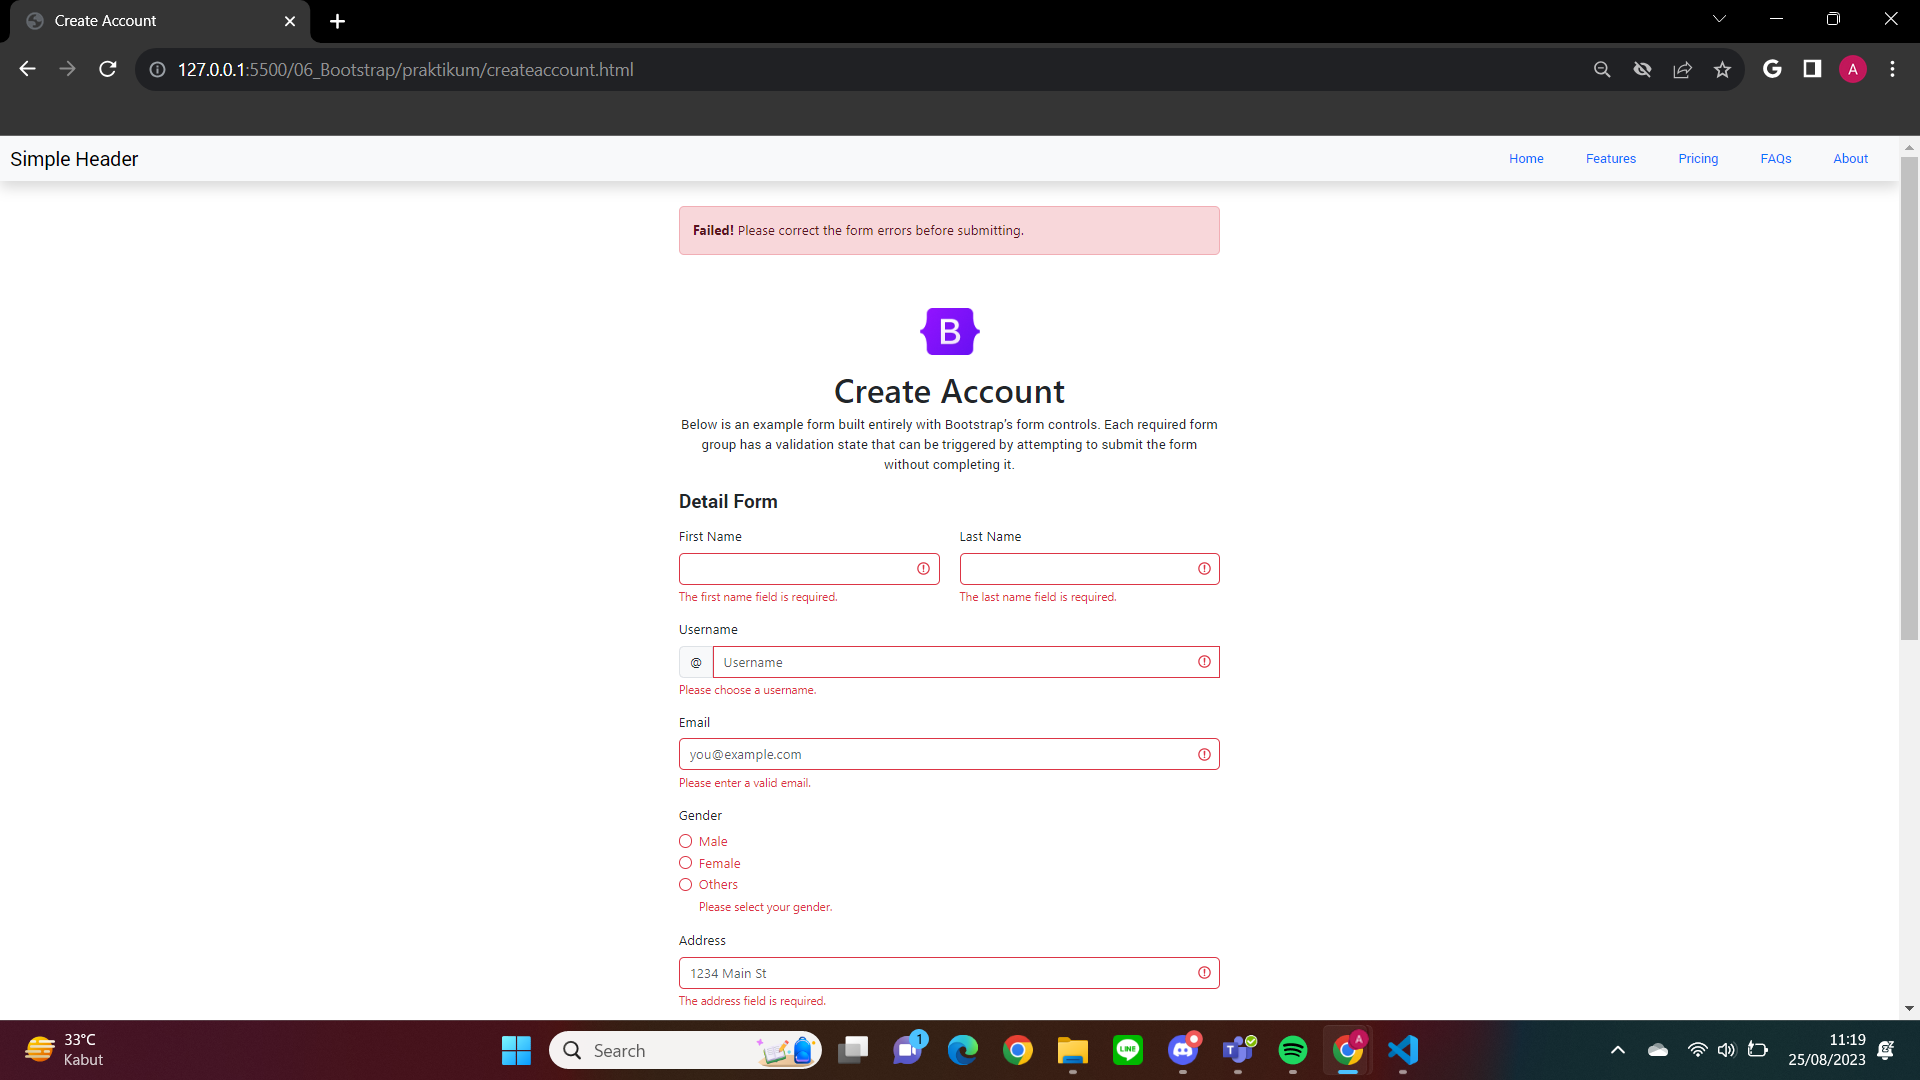 Create Account
127.0.0.1:5500/06_Bootstrap/praktikum/createaccount.html
G
A
Simple Header
Home
Features
Pricing
FAQs
About
Failed! Please correct the form errors before submitting.
B
Create Account
Below is an example form built entirely with Bootstrap's form controls. Each required form
group has a validation state that can be triggered by attempting to submit the form
without completing it.
Detail Form
First Name
Last Name
The first name field is required.
The last name field is required.
Username
@
Username
Please choose a username.
Email
you@example.com
Please enter a valid email.
Gender
Male
Female
Others
Please select your gender.
Address
1234 Main St
The address field is required.
33°C
Kabut
Search
1
LINE
T
A
11:19
25/08/2023